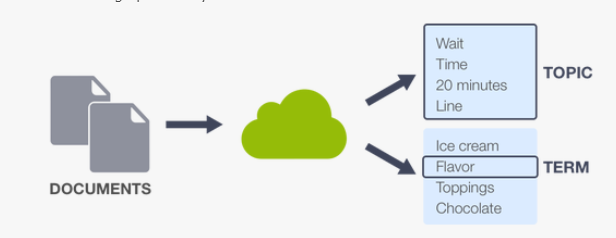 Wait
Time
20 minutes
Line
TOPIC
Ice cream
Flavor
TERM
Toppings
Chocolate
DOCUMENTS